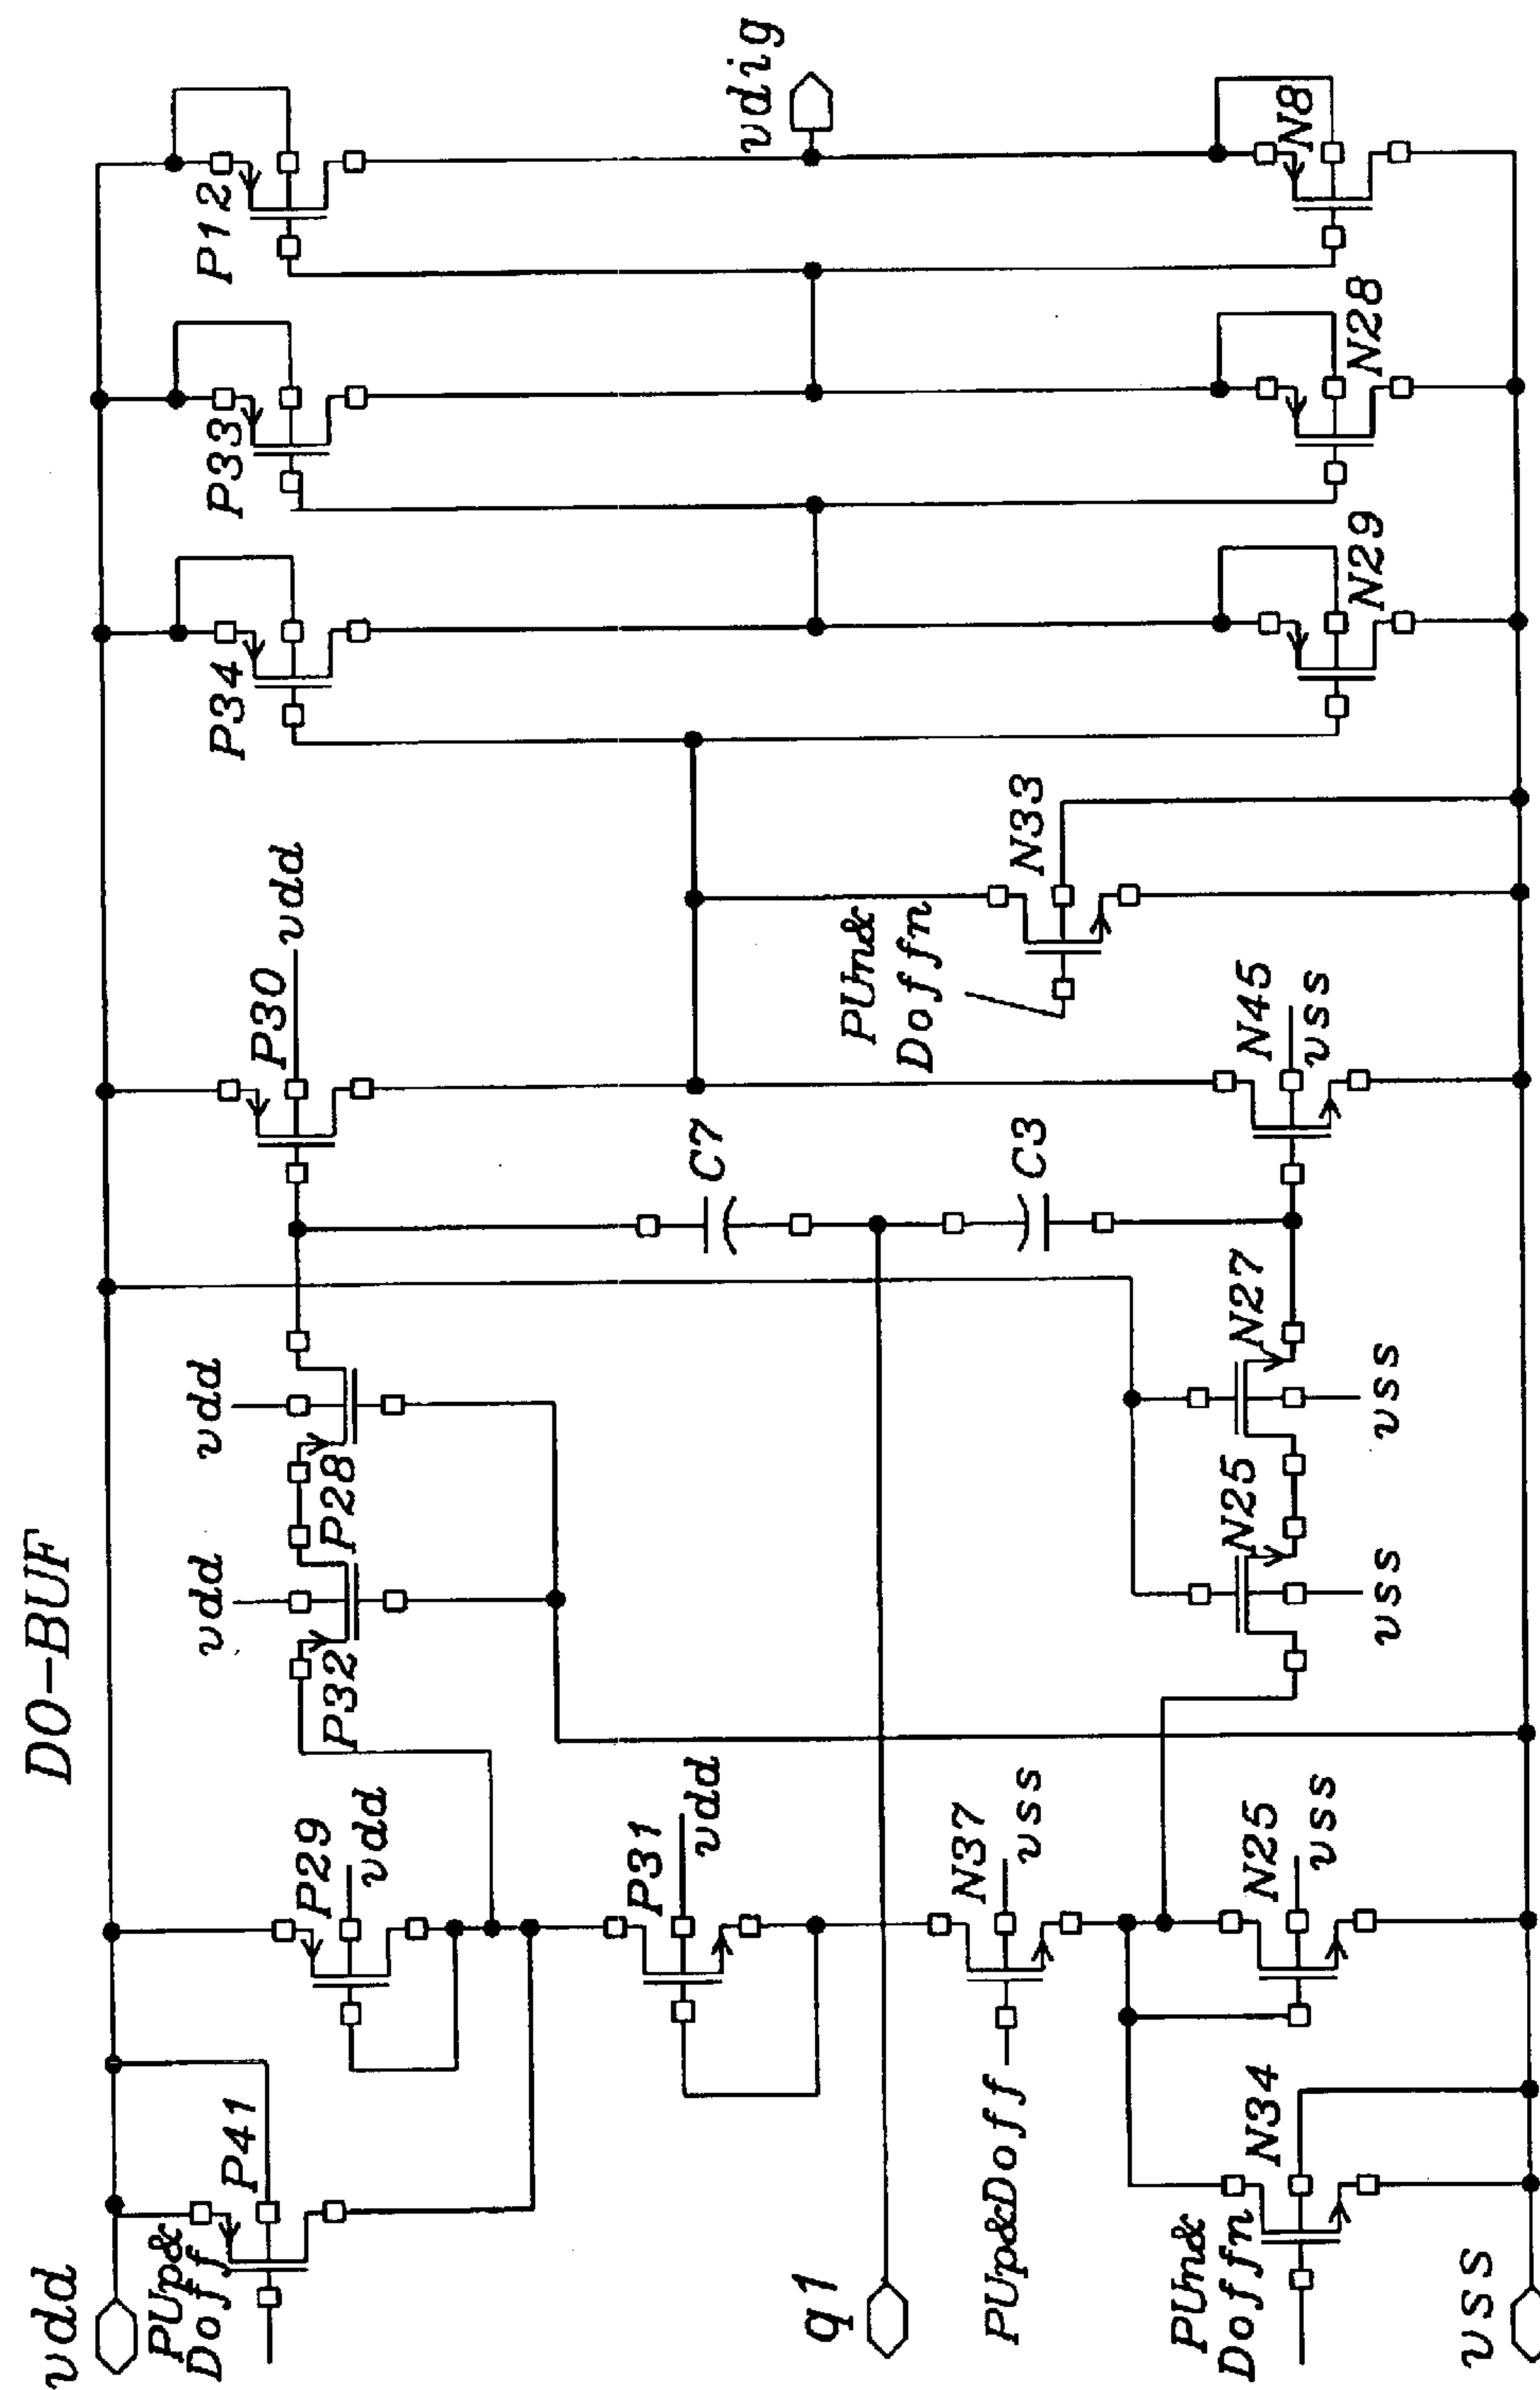 DO-BUF
vdd
PUp&
Doff
P41
P29
vdd
P32
vdd
P28
vdd
P30
vdd
P34
P33
P12
P31
vdd
C7
q1
vdig
N37
vss
PUp&Doff
C3
PUn&
Doffn
N33
PUn&
Doffn
N34
N25
vss
N25
vss
N27
vss
N45
vss
N29
N28
N8
vss